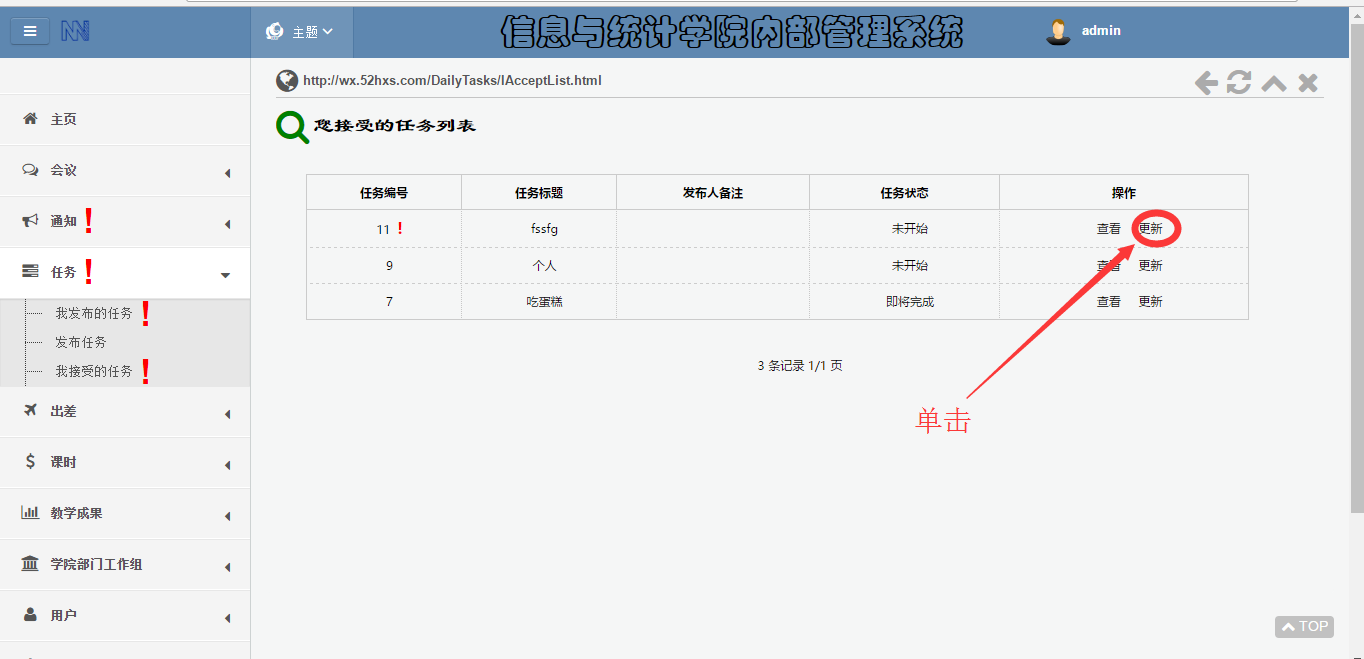 主题
信息与统计学院内部管理系统
admin
http://wx.52hxs.com/DailyTasks/IAcceptList.html
您接受的任务列表
主页
会议
通知 !
任务 !
我发布的任务 !
发布任务
我接受的任务 !
出差
课时
教学成果
学院部门工作组
用户
任务编号 任务标题 发布人备注 任务状态 操作
11 ! fssfg 未开始 查看 更新
9 个人 未开始 查看 更新
7 吃蛋糕 即将完成 查看 更新
3 条记录 1/1 页
单击
TOP